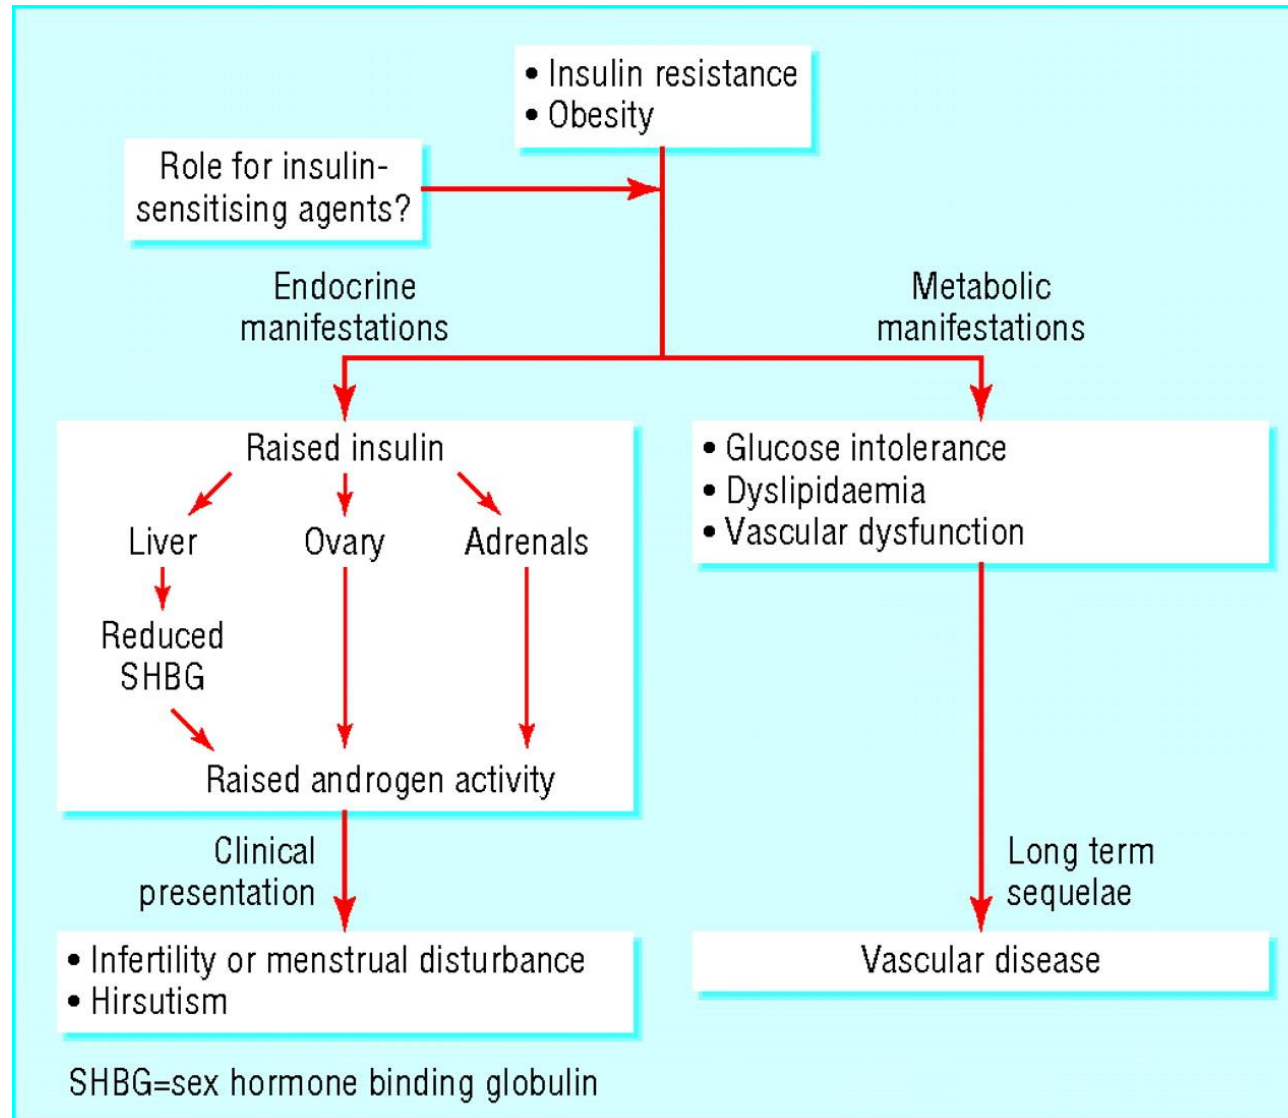 • Insulin resistance
• Obesity
Role for insulin-
sensitising agents?
Endocrine
manifestations
Metabolic
manifestations
Raised insulin
Liver
Ovary
Adrenals
Reduced
SHBG
Raised androgen activity
• Glucose intolerance
• Dyslipidaemia
• Vascular dysfunction
Clinical
presentation
Long term
sequelae
• Infertility or menstrual disturbance
• Hirsutism
Vascular disease
SHBG=sex hormone binding globulin